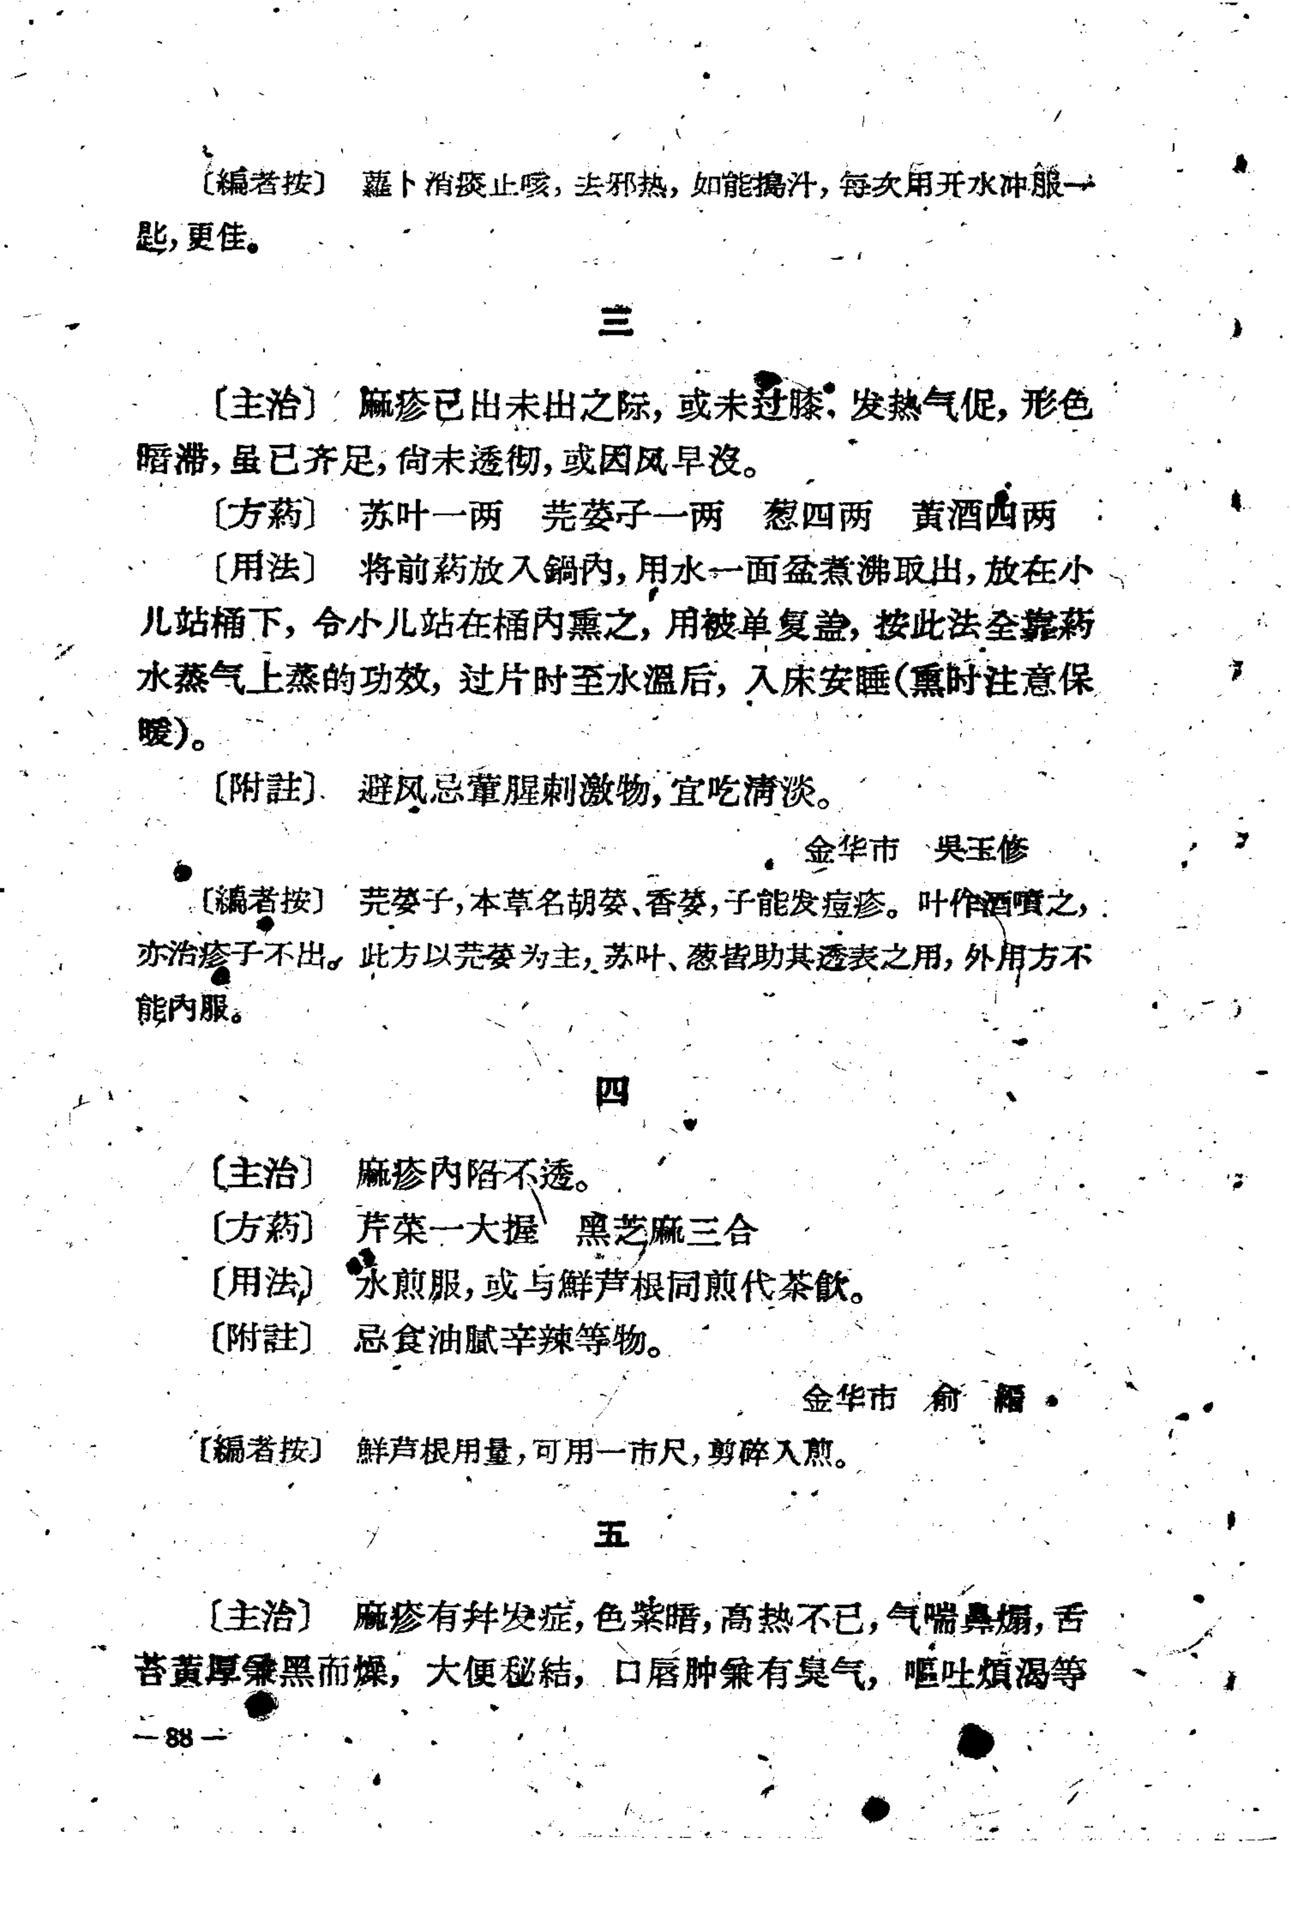 〔編者按〕　蘿卜消痰止咳，去邪热，如能搗汁，每次用开水冲服一
匙，更佳。
三
〔主治〕　麻疹已出未出之际，或未过膝，发热气促，形色
暗滞，虽已齐足，尙未透彻，或因风早沒。
〔方葯〕　苏叶一两　芫荽子一两　葱四两　黄酒四两
〔用法〕　将前葯放入鍋內，用水一面盆煮沸取出，放在小
儿站桶下，令小儿站在桶內熏之，用被单复盖，按此法全靠葯
水蒸气上蒸的功效，过片时至水溫后，入床安睡（熏时注意保
暖）。
〔附註〕　避风忌葷腥刺激物，宜吃清淡。
金华市　吳玉修
〔編者按〕　芫荽子，本草名胡荽、香荽，子能发痘疹。叶作酒噴之，
亦治疹子不出。此方以芫荽为主，苏叶、葱皆助其透表之用，外用方不
能內服。
四
〔主治〕　麻疹內陷不透。
〔方葯〕　芹菜一大握　黑芝麻三合
〔用法〕　水煎服，或与鮮芦根同煎代茶飲。
〔附註〕　忌食油膩辛辣等物。
金华市　俞
〔編者按〕　鮮芦根用量，可用一市尺，剪碎入煎。
五
〔主治〕　麻疹有幷发症，色紫暗，高热不已，气喘鼻煽，舌
苔黃厚兼黑而燥，大便秘結，口唇肿兼有臭气，嘔吐煩渴等
— 88 —